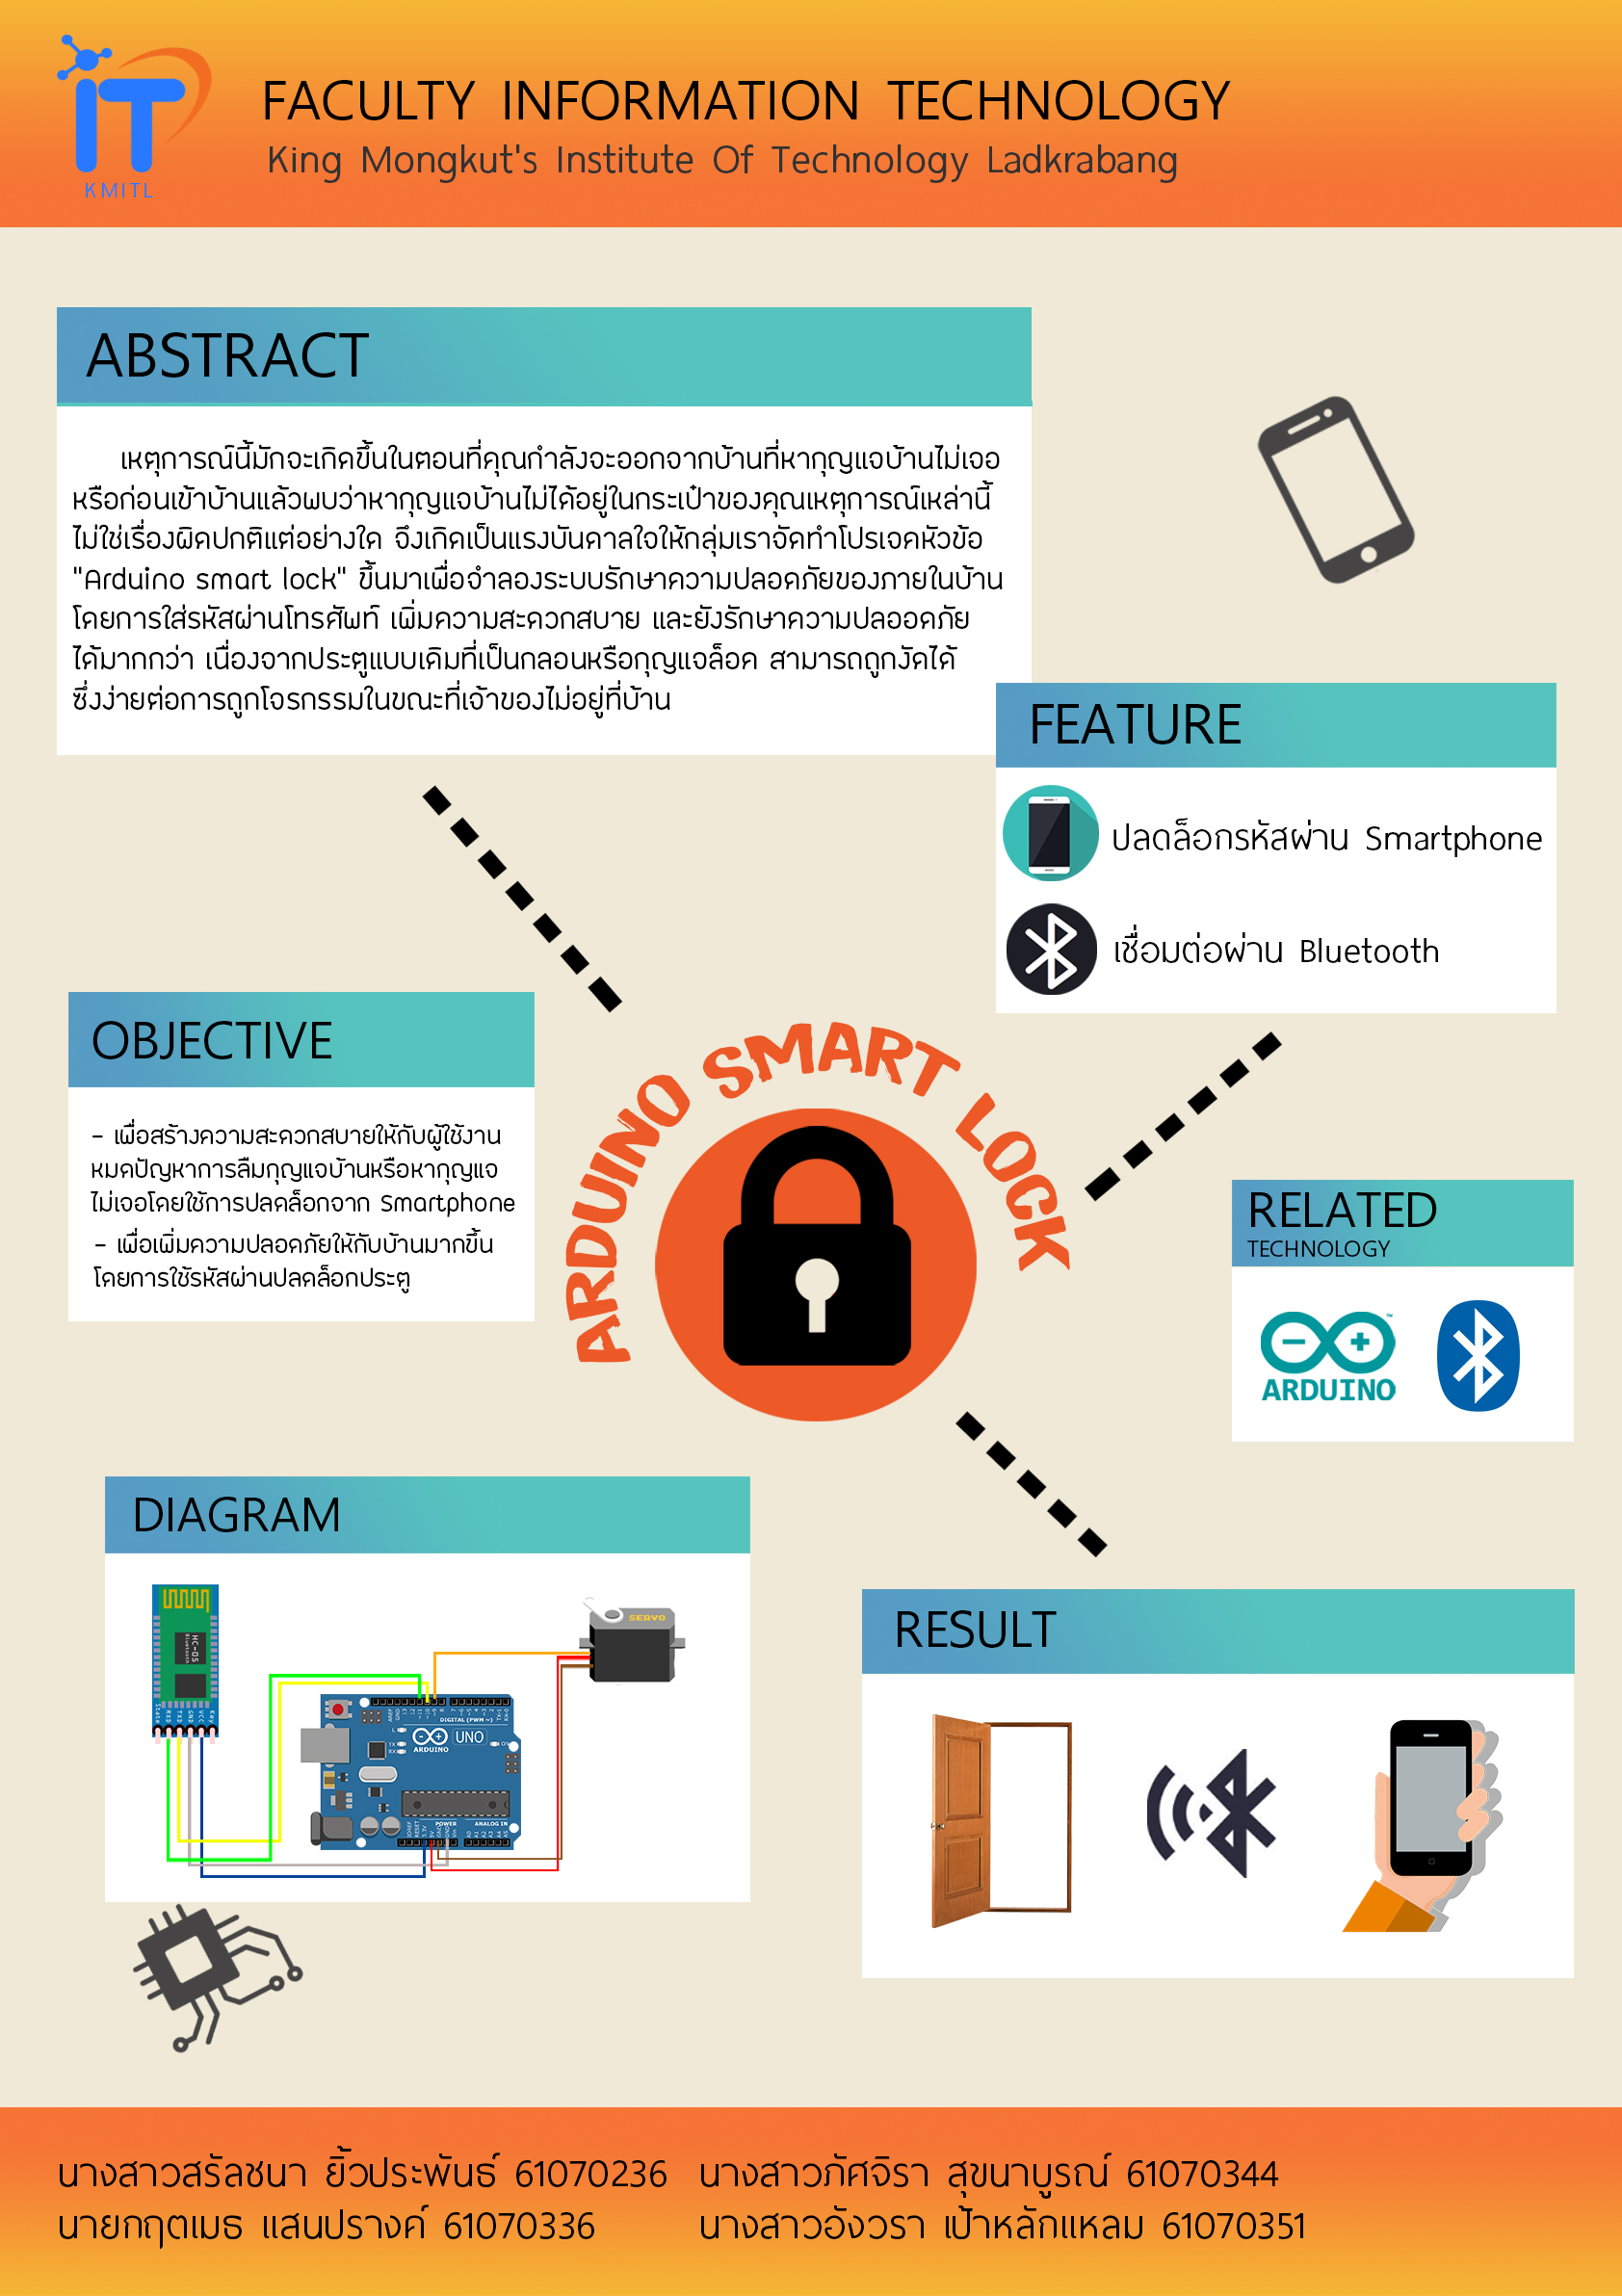 IT
KMITL
FACULTY INFORMATION TECHNOLOGY
King Mongkut's Institute Of Technology Ladkrabang
ABSTRACT
เหตุการณ์นี้มักจะเกิดขึ้นในตอนที่คุณกำลังจะออกจากบ้านที่หากุญแจบ้านไม่เจอ
หรือก่อนเข้าบ้านแล้วพบว่าหากุญแจบ้านไม่ได้อยู่ในกระเป๋าของคุณเหตุการณ์เหล่านี้
ไม่ใช่เรื่องผิดปกติแต่อย่างใด จึงเกิดเป็นแรงบันดาลใจให้กลุ่มเราจัดทำโปรเจคหัวข้อ
"Arduino smart lock" ขึ้นมาเพื่อจำลองระบบรักษาความปลอดภัยของภายในบ้าน
โดยการใส่รหัสผ่านโทรศัพท์ เพิ่มความสะดวกสบาย และยังรักษาความปลออดภัย
ได้มากกว่า เนื่องจากประตูแบบเดิมที่เป็นกลอนหรือกุญแจล็อค สามารถถูกงัดได้
ซึ่งง่ายต่อการถูกโจรกรรมในขณะที่เจ้าของไม่อยู่ที่บ้าน
FEATURE
ปลดล็อกรหัสผ่าน Smartphone
เชื่อมต่อผ่าน Bluetooth
OBJECTIVE
- เพื่อสร้างความสะดวกสบายให้กับผู้ใช้งาน
หมดปัญหาการลืมกุญแจบ้านหรือหากุญแจ
ไม่เจอโดยใช้การปลดล็อกจาก Smartphone
- เพื่อเพิ่มความปลอดภัยให้กับบ้านมากขึ้น
โดยการใช้รหัสผ่านปลดล็อกประตู
ARDUINO SMART LOCK
RELATED
TECHNOLOGY
ARDUINO
DIAGRAM
HC-05
Bluetooth
State RXD TXD GND VCC Key
SERVO
DIGITAL (PWM ~)
UNO
ARDUINO
POWER
ANALOG IN
RESULT
นางสาวสรัลชนา ยิ้วประพันธ์ 61070236
นายกฤตเมธ แสนปรางค์ 61070336
นางสาวภัศจิรา สุขนาบูรณ์ 61070344
นางสาวอังวรา เป้าหลักแหลม 61070351